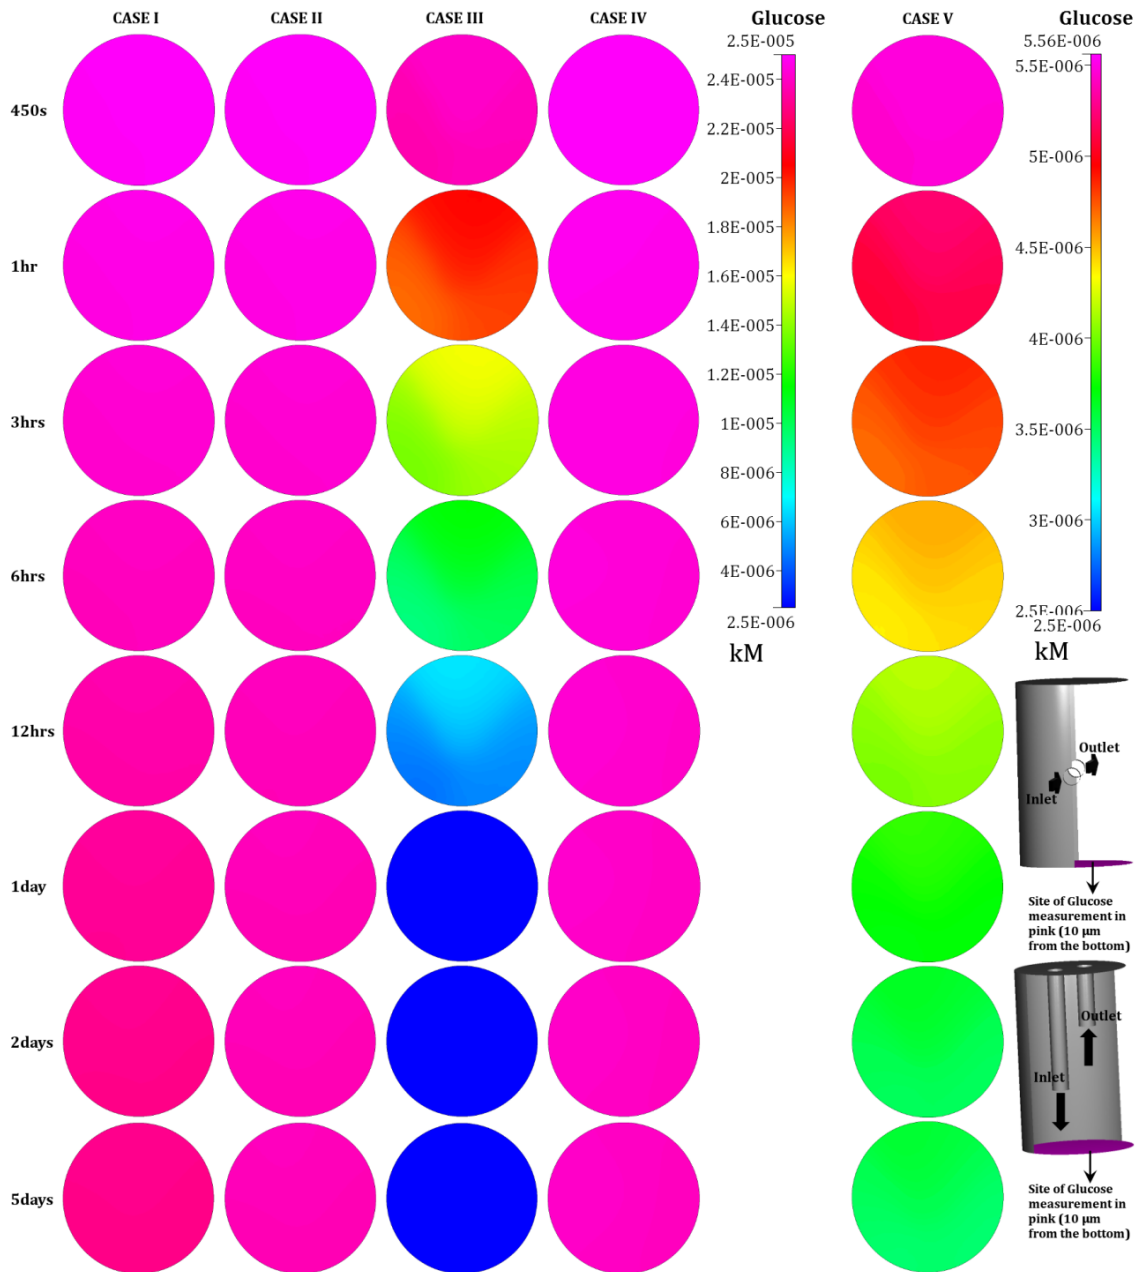 CASE I
CASE II
CASE III
CASE IV
Glucose
CASE V
Glucose
2.5E-005
2.4E-005
2.2E-005
2E-005
1.8E-005
1.6E-005
1.4E-005
1.2E-005
1E-005
8E-006
6E-006
4E-006
2.5E-006
kM
5.56E-006
5.5E-006
5E-006
4.5E-006
4E-006
3.5E-006
3E-006
2.5E-006
2.5E-006
kM
450s
1hr
3hrs
6hrs
12hrs
1day
2days
5days
Outlet
Inlet
Site of Glucose
measurement in
pink (10 µm
from the bottom)
Outlet
Inlet
Site of Glucose
measurement in
pink (10 µm
from the bottom)